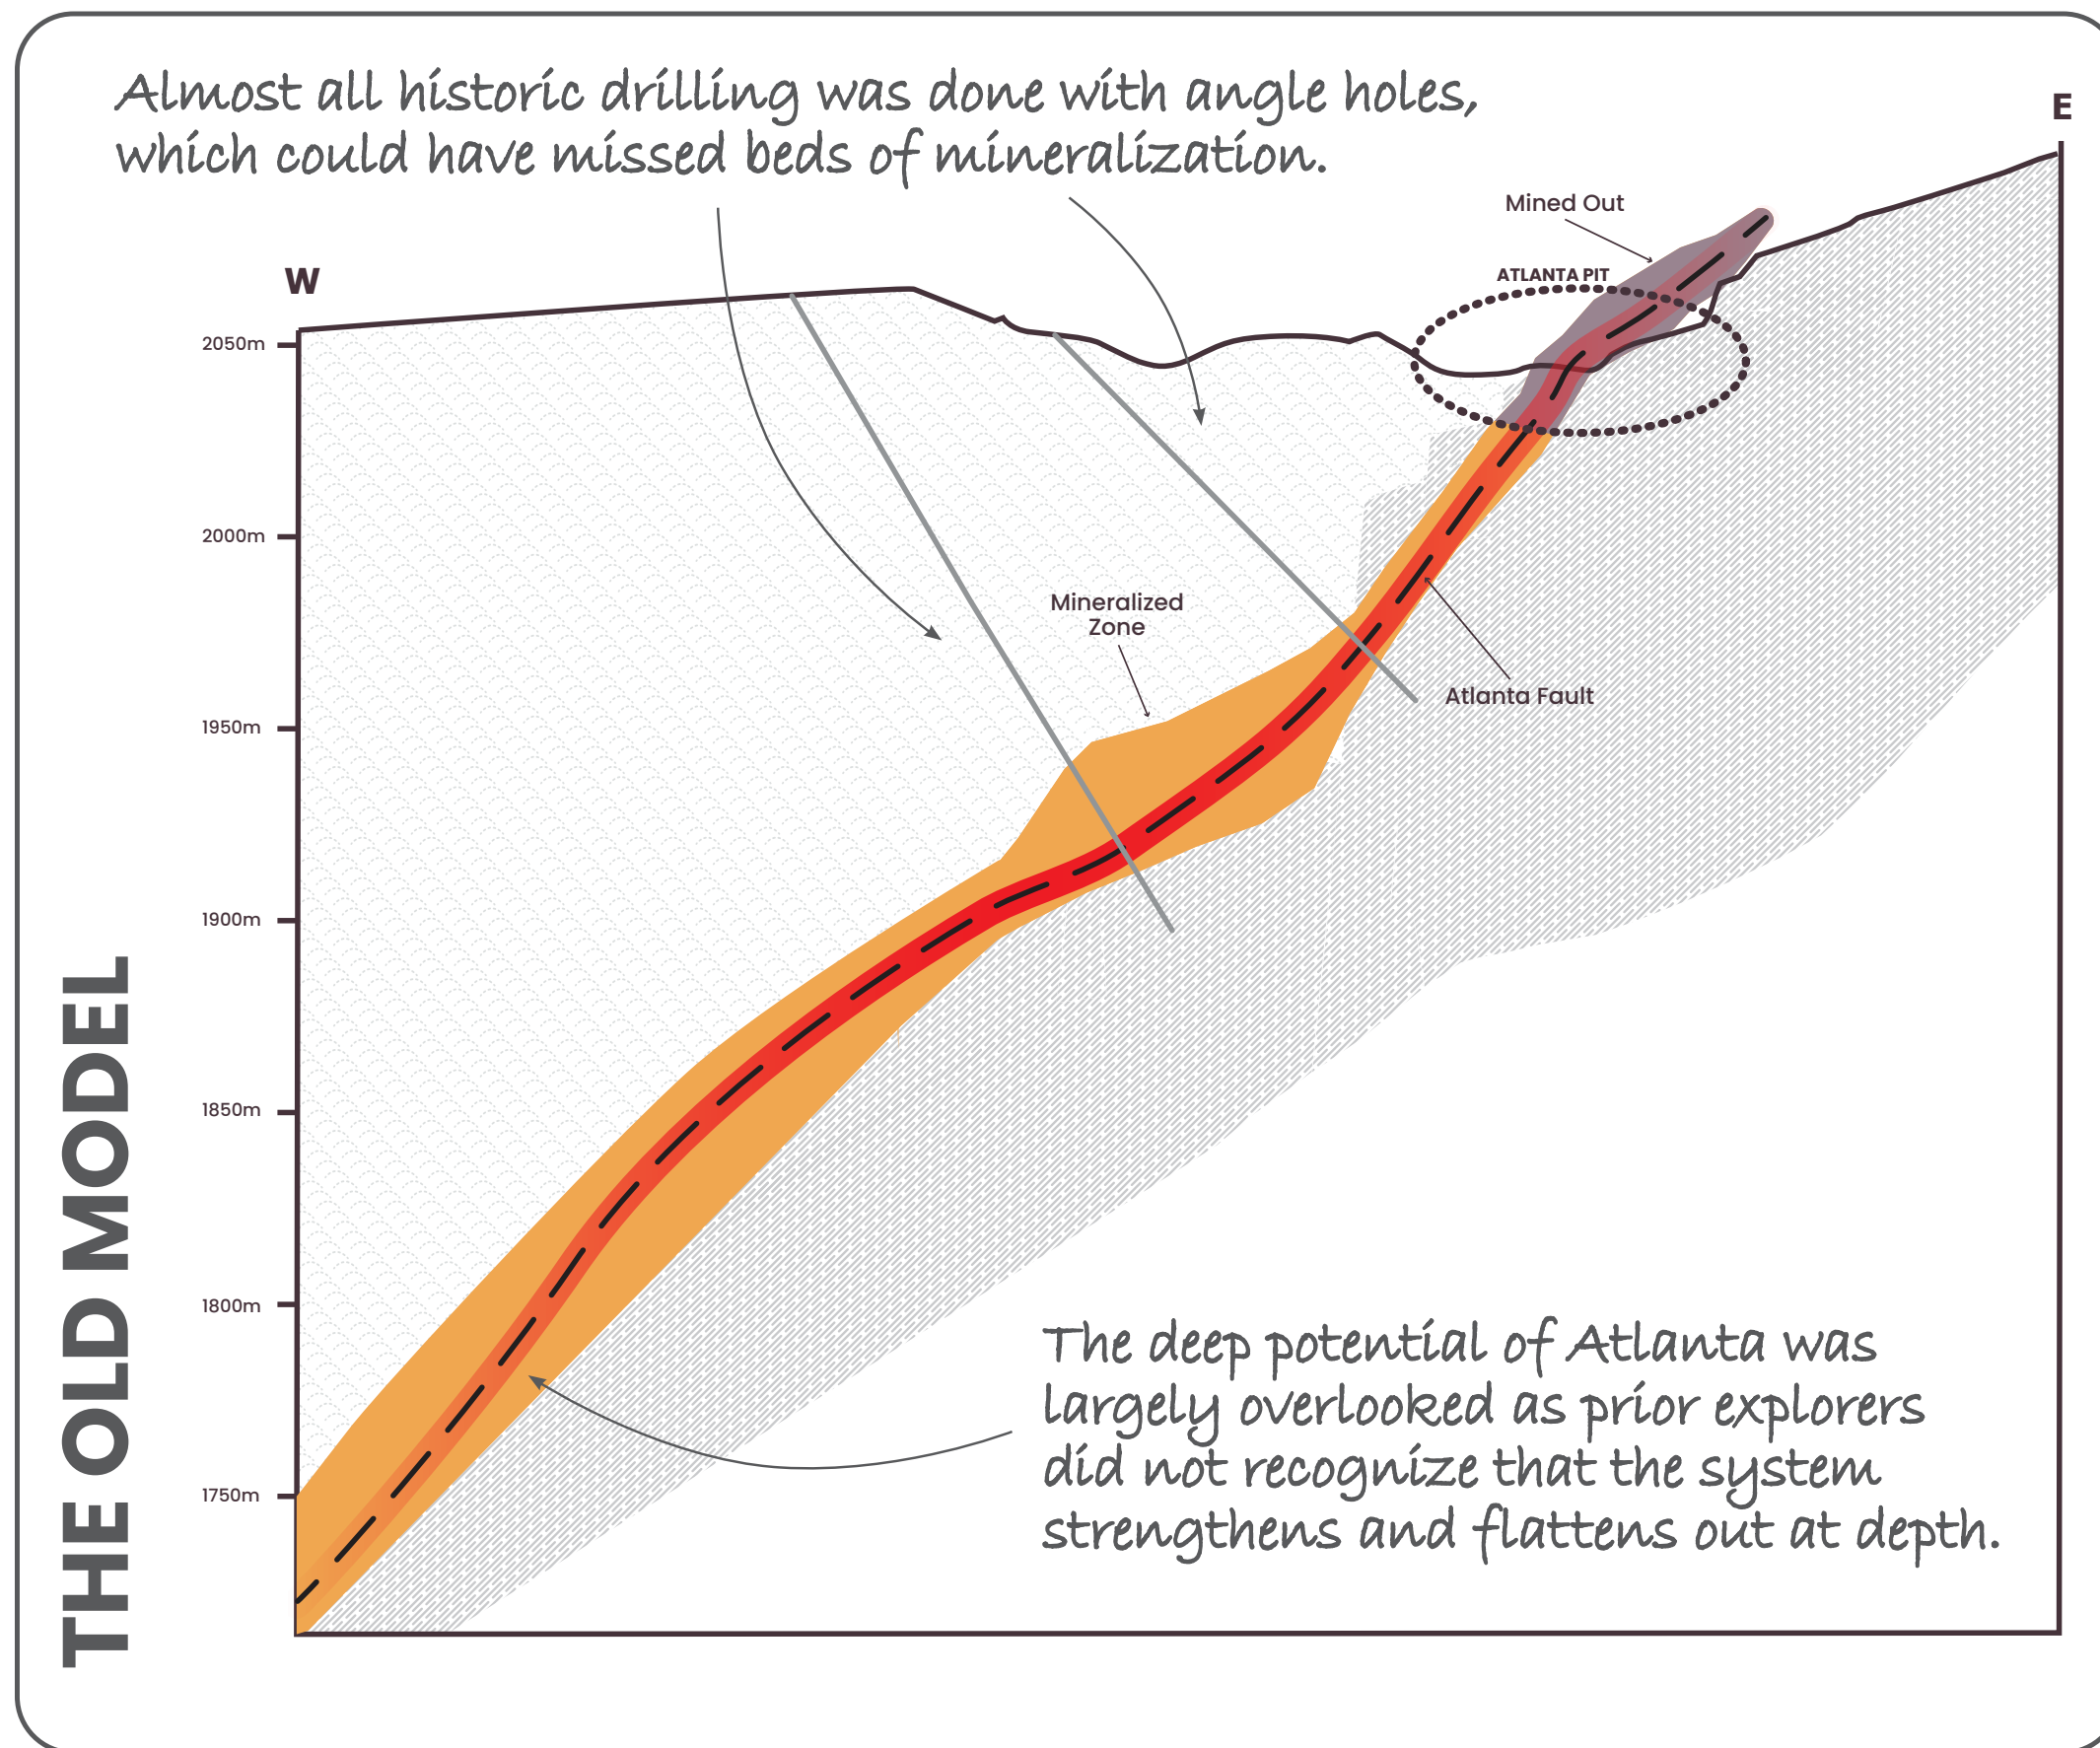 Almost all historic drilling was done with angle holes,
which could have missed beds of mineralization.
E
W
Mined Out
ATLANTA PIT
2050m
2000m
Mineralized
Zone
Atlanta Fault
1950m
1900m
1850m
1800m
1750m
The deep potential of Atlanta was
largely overlooked as prior explorers
did not recognize that the system
strengthens and flattens out at depth.
THE OLD MODEL